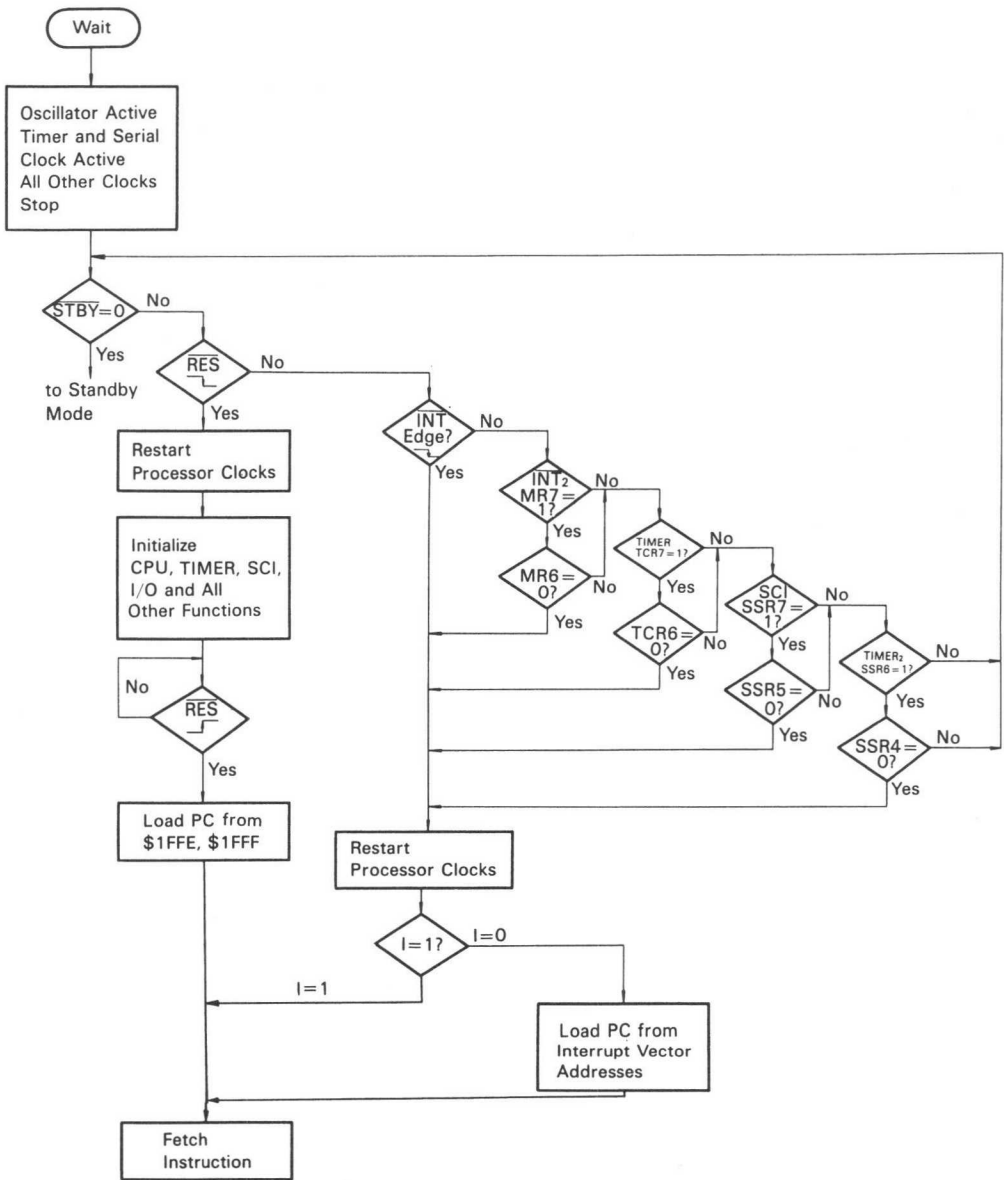 Wait
Oscillator Active
Timer and Serial
Clock Active
All Other Clocks
Stop
STBY=0
No
Yes
to Standby
Mode
RES
No
Yes
Restart
Processor Clocks
Initialize
CPU, TIMER, SCI,
I/O and All
Other Functions
No
RES
Yes
Load PC from
$1FFE, $1FFF
INT
Edge?
No
Yes
INT₂
MR7=
1?
No
Yes
MR6=
0?
No
Yes
TIMER
TCR7=1?
No
Yes
TCR6=
0?
No
Yes
SCI
SSR7=
1?
No
Yes
SSR5=
0?
No
Yes
TIMER₂
SSR6=1?
No
Yes
SSR4=
0?
No
Yes
Restart
Processor Clocks
I=1?
I=0
I=1
Load PC from
Interrupt Vector
Addresses
Fetch
Instruction